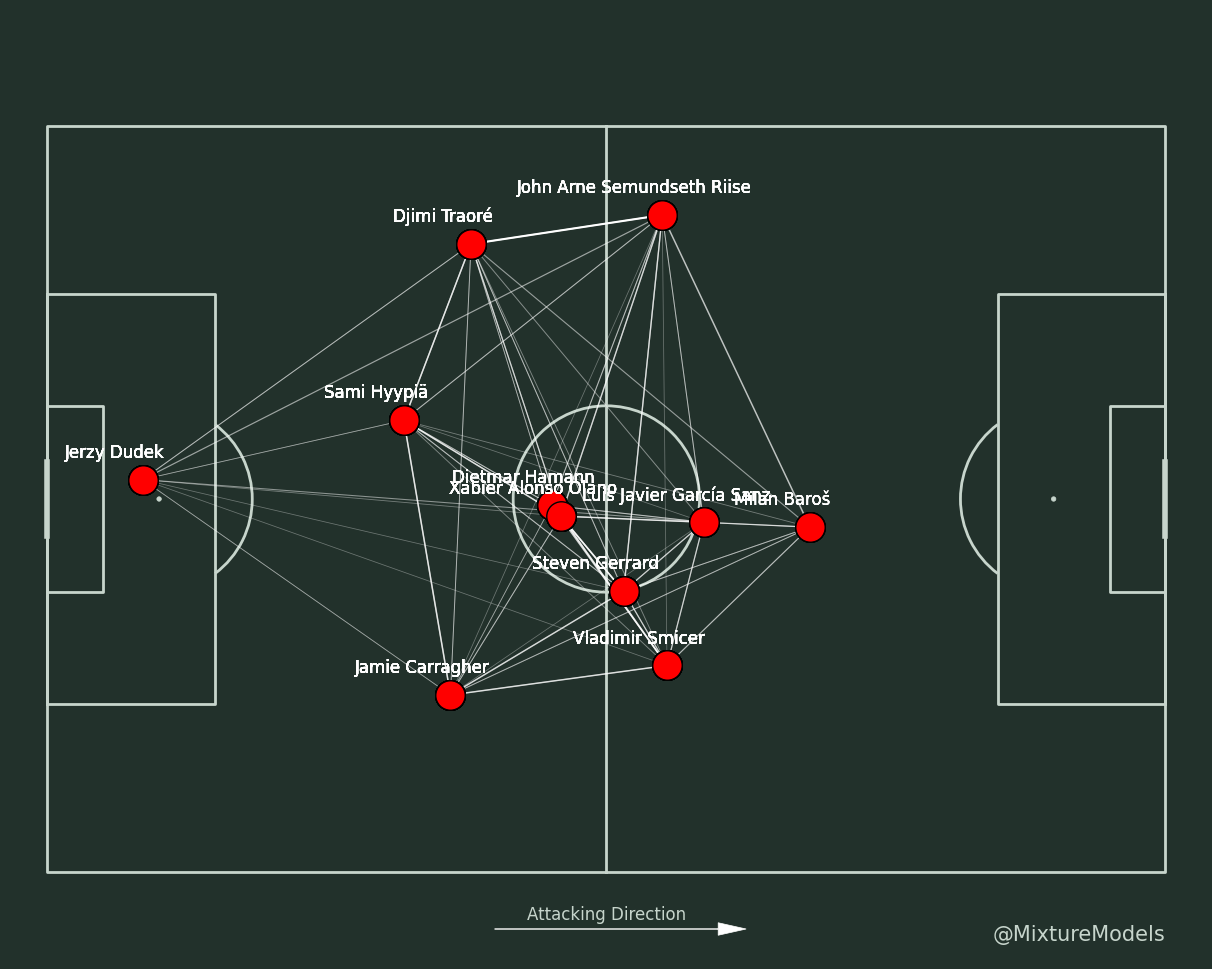 John Arne Semundseth Riise
Djimi Traoré
Sami Hyypiä
Jerzy Dudek
Dietmar Hamann
Xabier Alonso Olano
Luis Javier García Sanz
Milan Baroš
Steven Gerrard
Vladimir Smicer
Jamie Carragher
Attacking Direction
@MixtureModels